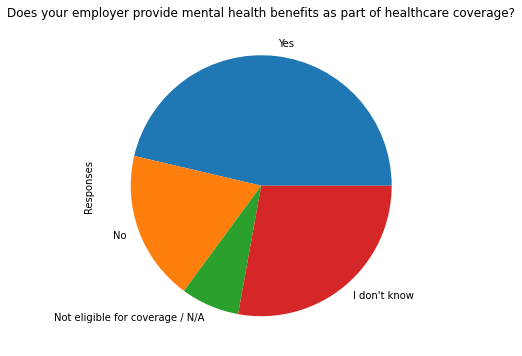 Does your employer provide mental health benefits as part of healthcare coverage?
Yes
Responses
No
I don't know
Not eligible for coverage / N/A